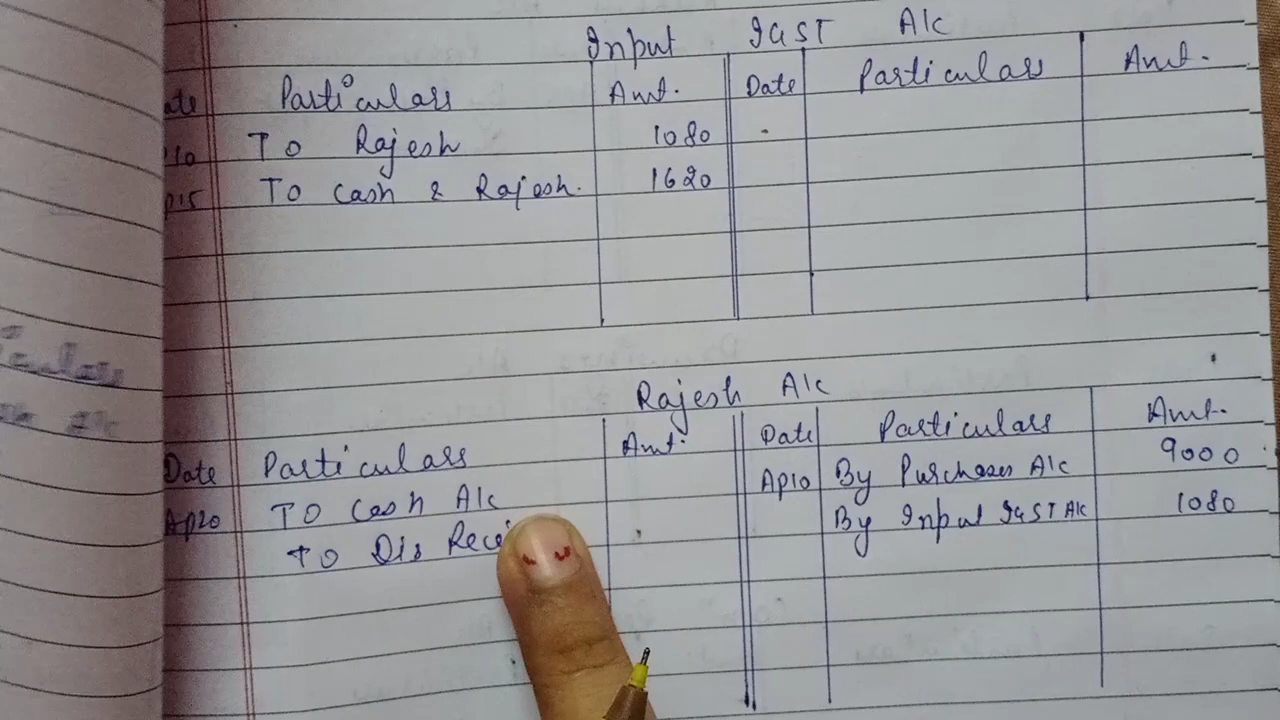 Input IGST A/c
Particulars Amt. Date Particulars Amt.
To Rajesh 1080
To Cash & Rajesh. 1620
Rajesh A/c
Date Particulars Amt. Date Particulars Amt.
Ap20 To Cash A/c Ap10 By Purchases A/c 9000
To Dis By Input IGST A/c 1080